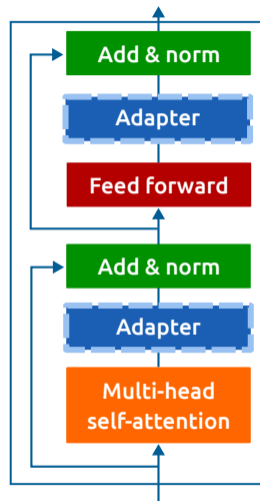 Add & norm
Adapter
Feed forward
Add & norm
Adapter
Multi-head
self-attention